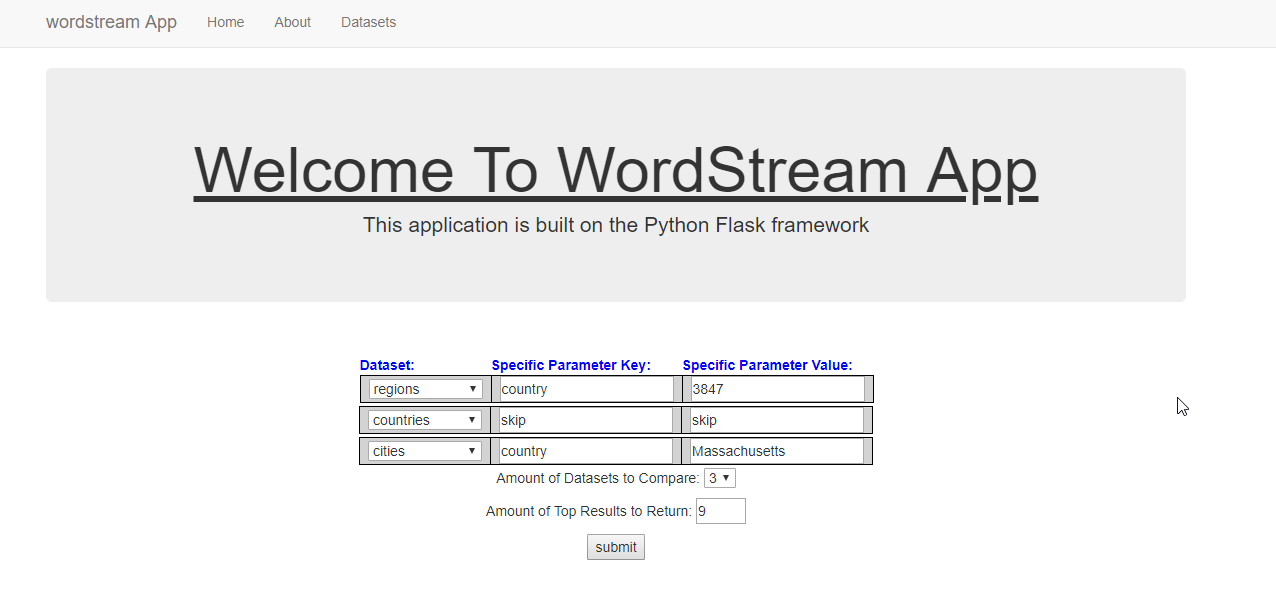 wordstream App Home About Datasets
Welcome To WordStream App
This application is built on the Python Flask framework
Dataset: Specific Parameter Key: Specific Parameter Value:
regions country 3847
countries skip skip
cities country Massachusetts
Amount of Datasets to Compare: 3
Amount of Top Results to Return: 9
submit